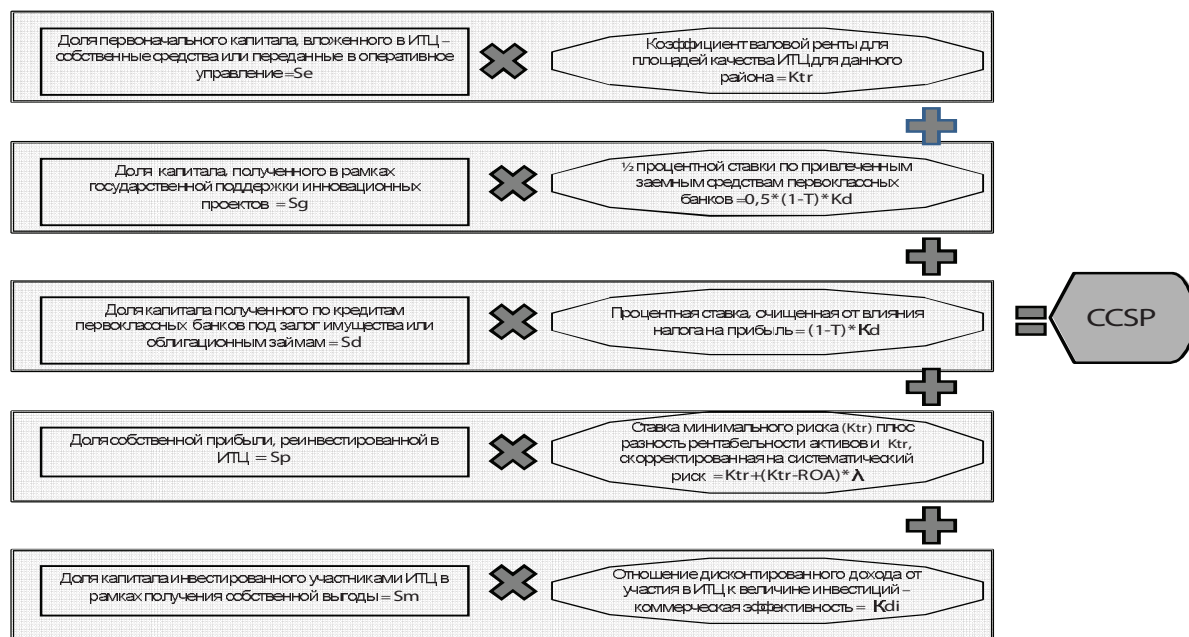 Доля первоначального капитала, вложенного в ИТЦ –
собственные средства или переданные в оперативное
управление=Se
Коэффициент валовой ренты для
площадей качества ИТЦ для данного
района = Ktr
Доля капитала, полученного в рамках
государственной поддержки инновационных
проектов = Sg
½ процентной ставки по привлеченным
заемным средствам первоклассных
банков =0,5*(1-T)*Kd
Доля капитала полученного по кредитам
первоклассных банков под залог имущества или
облигационным займам = Sd
Процентная ставка, очищенная от влияния
налога на прибыль = (1-T)*Kd
CCSP
Доля собственной прибыли, реинвестированной в
ИТЦ = Sp
Ставка минимального риска (Ktr) плюс
разность рентабельности активов и Ktr,
скорректированная на систематический
риск =Ktr+(Ktr-ROA)*λ
Доля капитала инвестированного участниками ИТЦ в
рамках получения собственной выгоды = Sm
Отношение дисконтированного дохода от
участия в ИТЦ к величине инвестиций –
коммерческая эффективность = Kdi